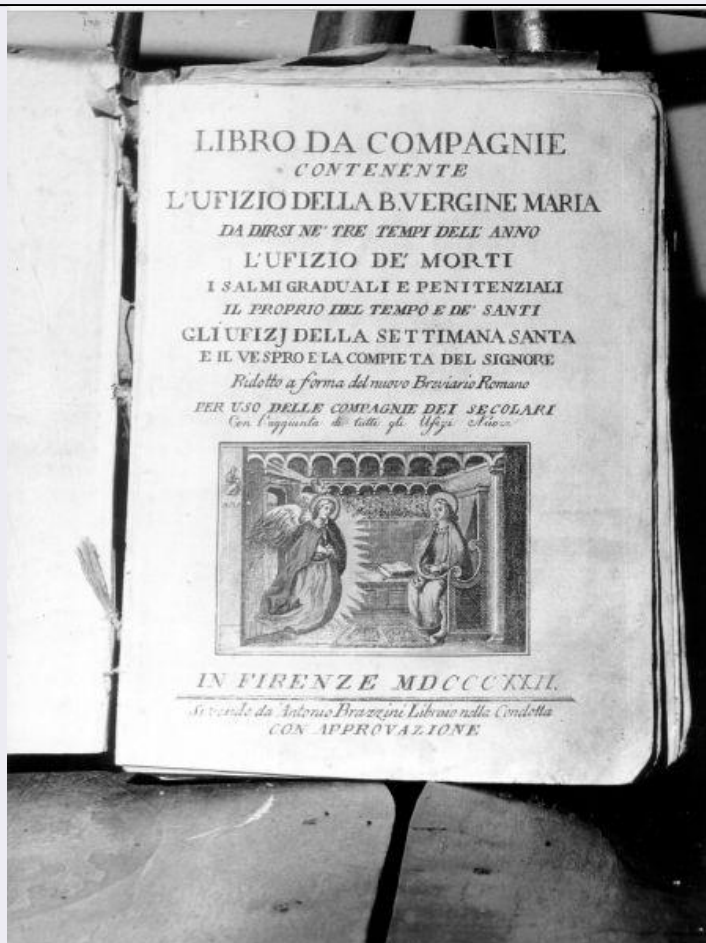 LIBRO DA COMPAGNIE
CONTENENTE
L'UFIZIO DELLA B.VERGINE MARIA
DA DIRSI NE' TRE TEMPI DELL' ANNO
L'UFIZIO DE' MORTI
I SALMI GRADUALI E PENITENZIALI
IL PROPRIO DEL TEMPO E DE' SANTI
GLI UFIZJ DELLA SETTIMANA SANTA
E IL VESPRO E LA COMPIETA DEL SIGNORE
Ridotto a forma del nuovo Breviario Romano
PER USO DELLE COMPAGNIE DEI SECOLARI
Con l'aggiunta di tutti gli Ufizi
IN FIRENZE MDCCCXXII.
Si vende da Antonio Brazzini Libraio nella Condotta
CON APPROVAZIONE